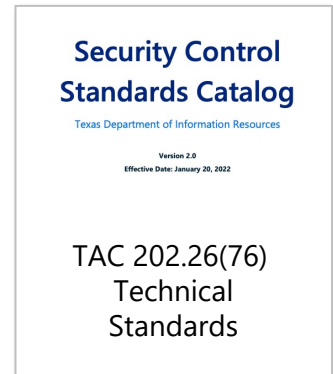 Security Control
Standards Catalog
Texas Department of Information Resources
Version 2.0
Effective Date: January 20, 2022
TAC 202.26(76)
Technical
Standards